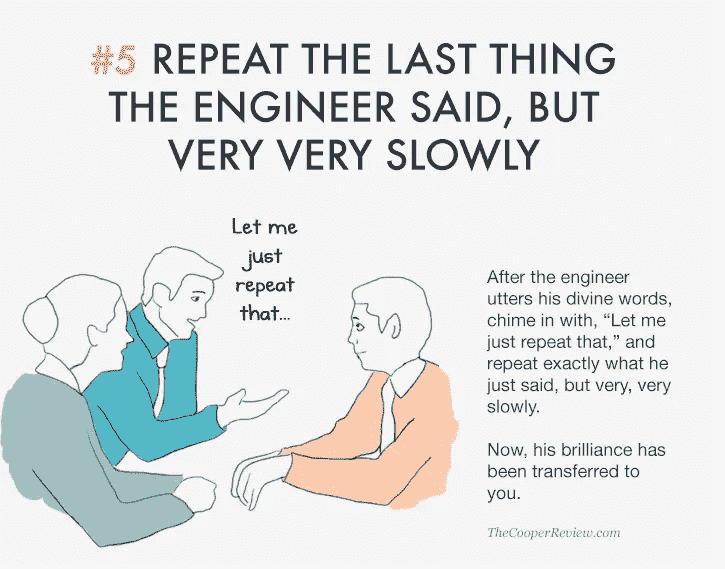 #5 REPEAT THE LAST THING
THE ENGINEER SAID, BUT
VERY VERY SLOWLY
Let me
just
repeat
that...
After the engineer
utters his divine words,
chime in with, “Let me
just repeat that,” and
repeat exactly what he
just said, but very, very
slowly.
Now, his brilliance has
been transferred to
you.
TheCooperReview.com